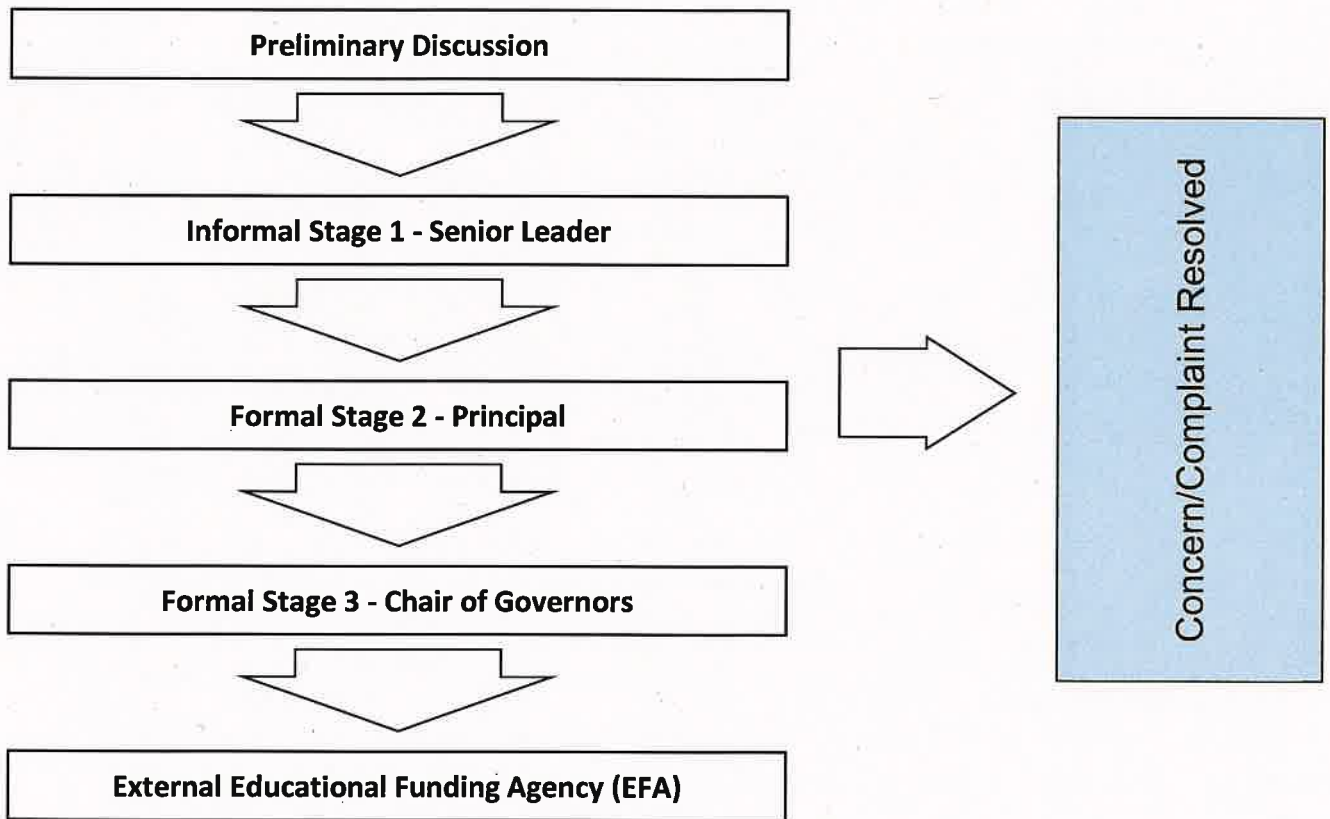 Preliminary Discussion
Informal Stage 1 - Senior Leader
Formal Stage 2 - Principal
Formal Stage 3 - Chair of Governors
External Educational Funding Agency (EFA)
Concern/Complaint Resolved